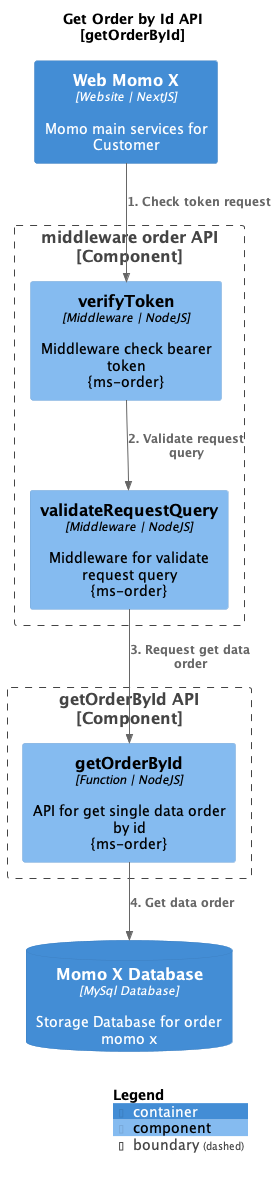 Get Order by Id API
[getOrderById]
Web Momo X
[Website | NextJS]
Momo main services for
Customer
1. Check token request
middleware order API
[Component]
verifyToken
[Middleware | NodeJS]
Middleware check bearer
token
{ms-order}
2. Validate request
query
validateRequestQuery
[Middleware | NodeJS]
Middleware for validate
request query
{ms-order}
3. Request get data
order
getOrderById API
[Component]
getOrderById
[Function | NodeJS]
API for get single data order
by id
{ms-order}
4. Get data order
Momo X Database
[MySql Database]
Storage Database for order
momo x
Legend
container
component
boundary (dashed)